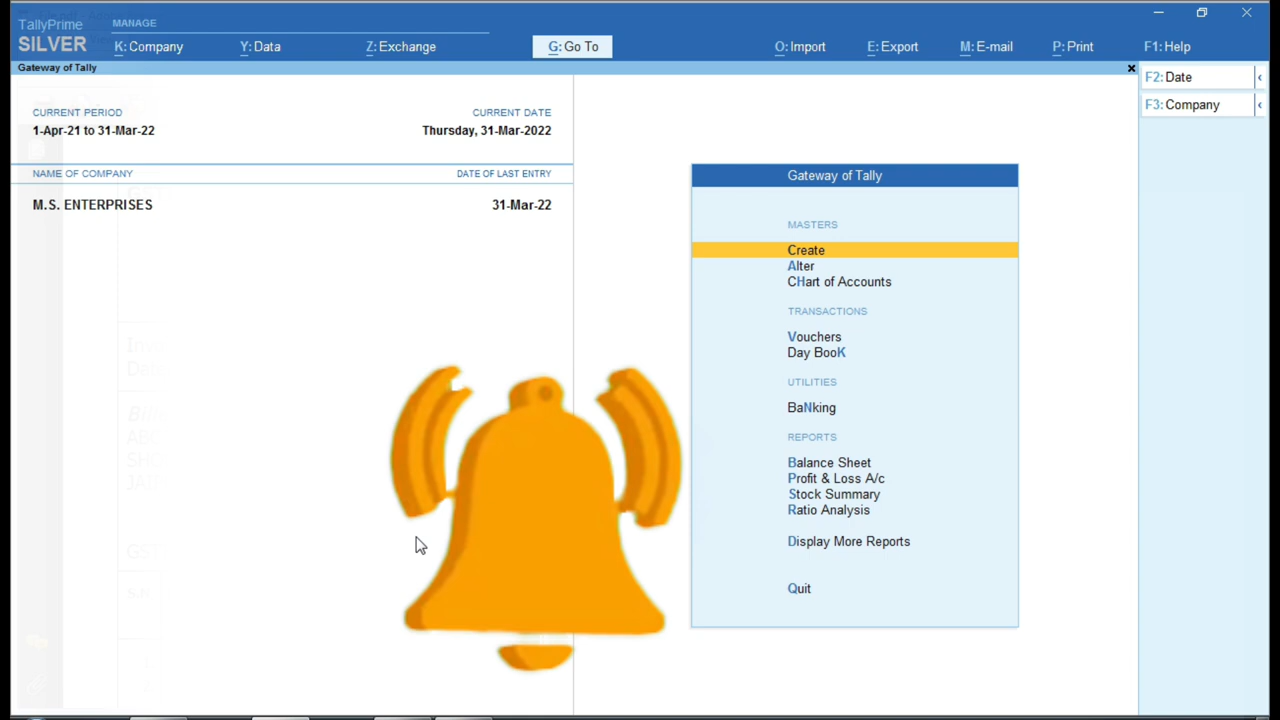 TallyPrime
SILVER
MANAGE
K: Company
Y: Data
Z: Exchange
G: Go To
O: Import
E: Export
M: E-mail
P: Print
F1: Help
Gateway of Tally
F2: Date
F3: Company
CURRENT PERIOD
CURRENT DATE
1-Apr-21 to 31-Mar-22
Thursday, 31-Mar-2022
NAME OF COMPANY
DATE OF LAST ENTRY
M.S. ENTERPRISES
31-Mar-22
Gateway of Tally
MASTERS
Create
Alter
CHart of Accounts
TRANSACTIONS
Vouchers
Day BooK
UTILITIES
BaNking
REPORTS
Balance Sheet
Profit & Loss A/c
Stock Summary
Ratio Analysis
Display More Reports
Quit